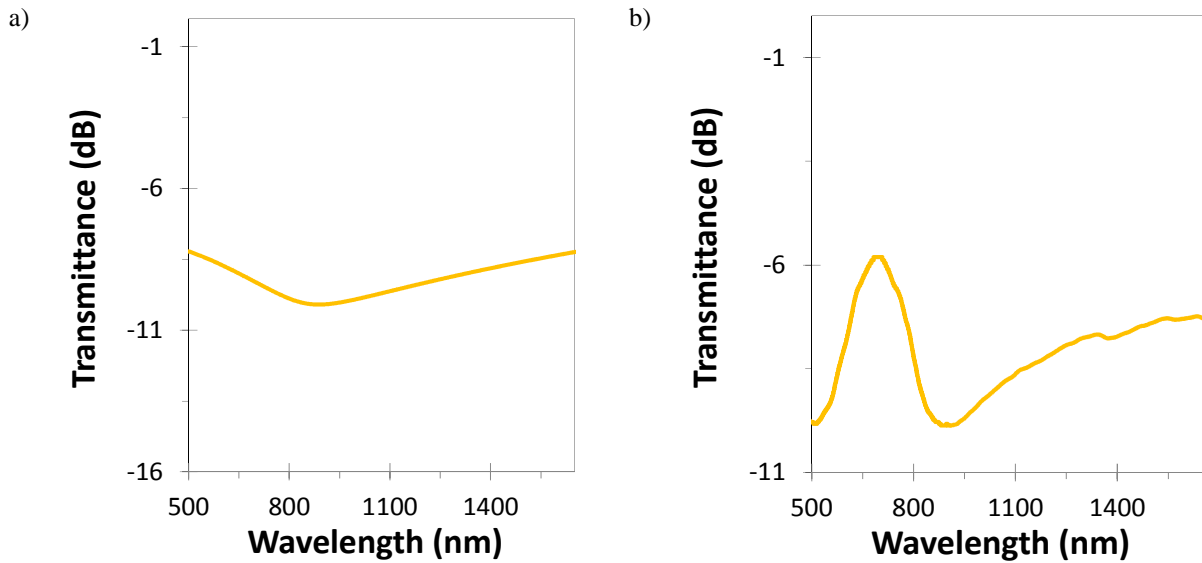 a)
Transmittance (dB)
-1
-6
-11
-16
500 800 1100 1400
Wavelength (nm)
b)
Transmittance (dB)
-1
-6
-11
500 800 1100 1400
Wavelength (nm)